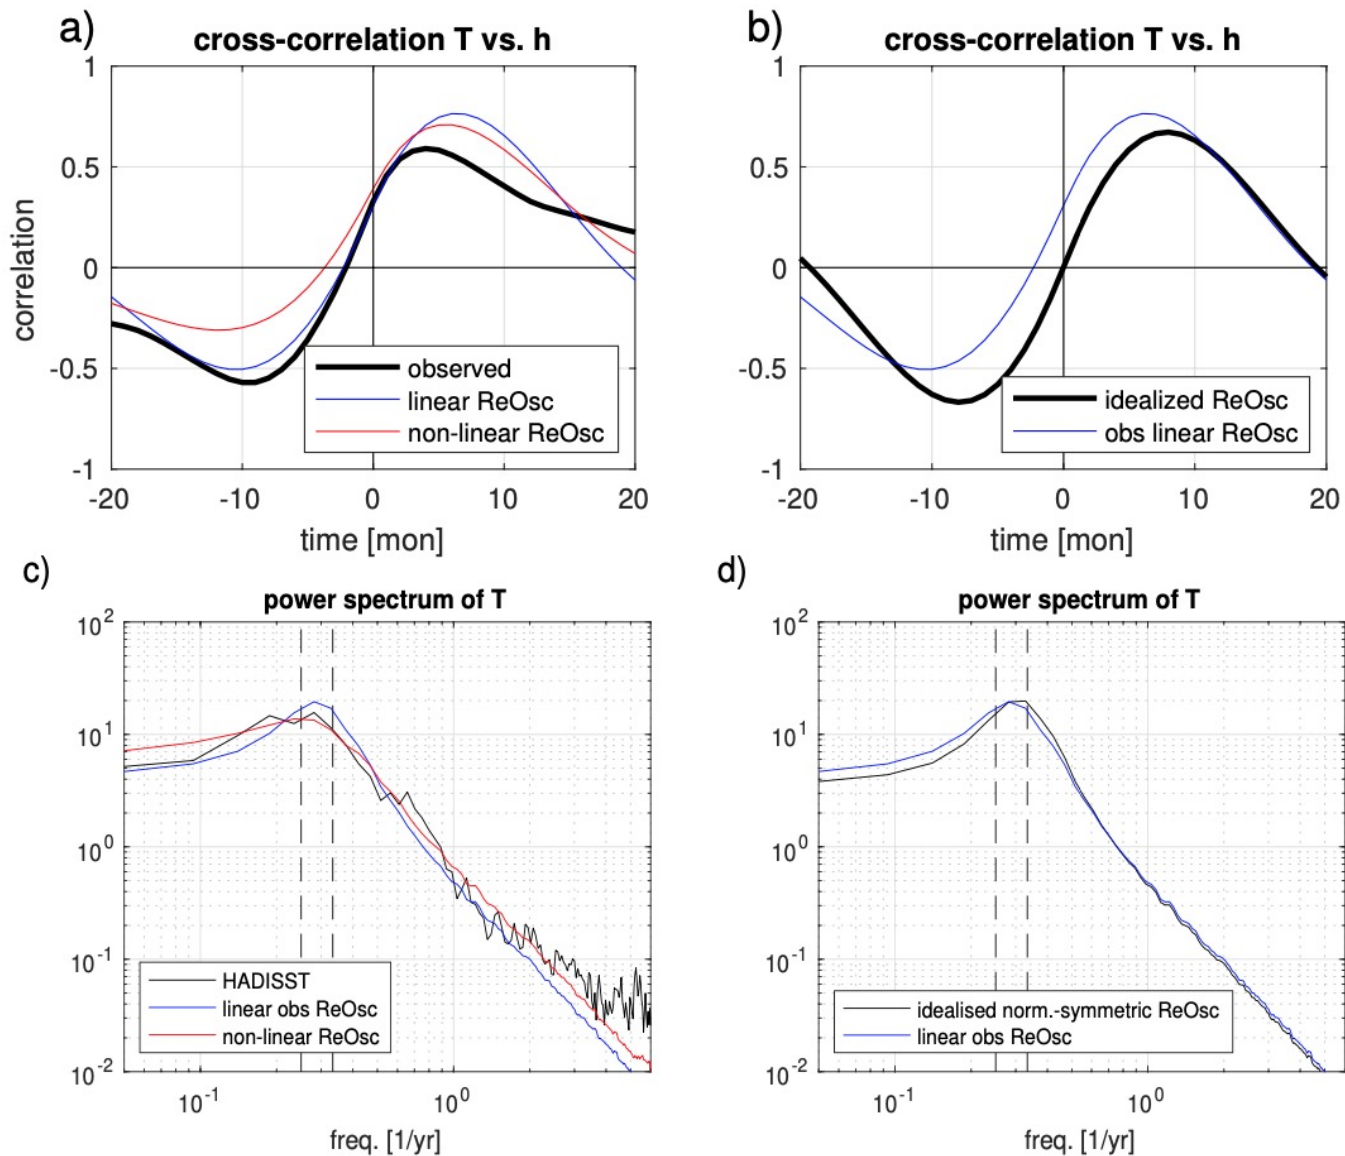 a)
cross-correlation T vs. h
1
0.5
0
-0.5
-1
correlation
-20 -10 0 10 20
time [mon]
observed
linear ReOsc
non-linear ReOsc
b)
cross-correlation T vs. h
1
0.5
0
-0.5
-1
-20 -10 0 10 20
time [mon]
idealized ReOsc
obs linear ReOsc
c)
power spectrum of T
10^2
10^1
10^0
10^-1
10^-2
10^-1 10^0
freq. [1/yr]
HADISST
linear obs ReOsc
non-linear ReOsc
d)
power spectrum of T
10^2
10^1
10^0
10^-1
10^-2
10^-1 10^0
freq. [1/yr]
idealised norm.-symmetric ReOsc
linear obs ReOsc